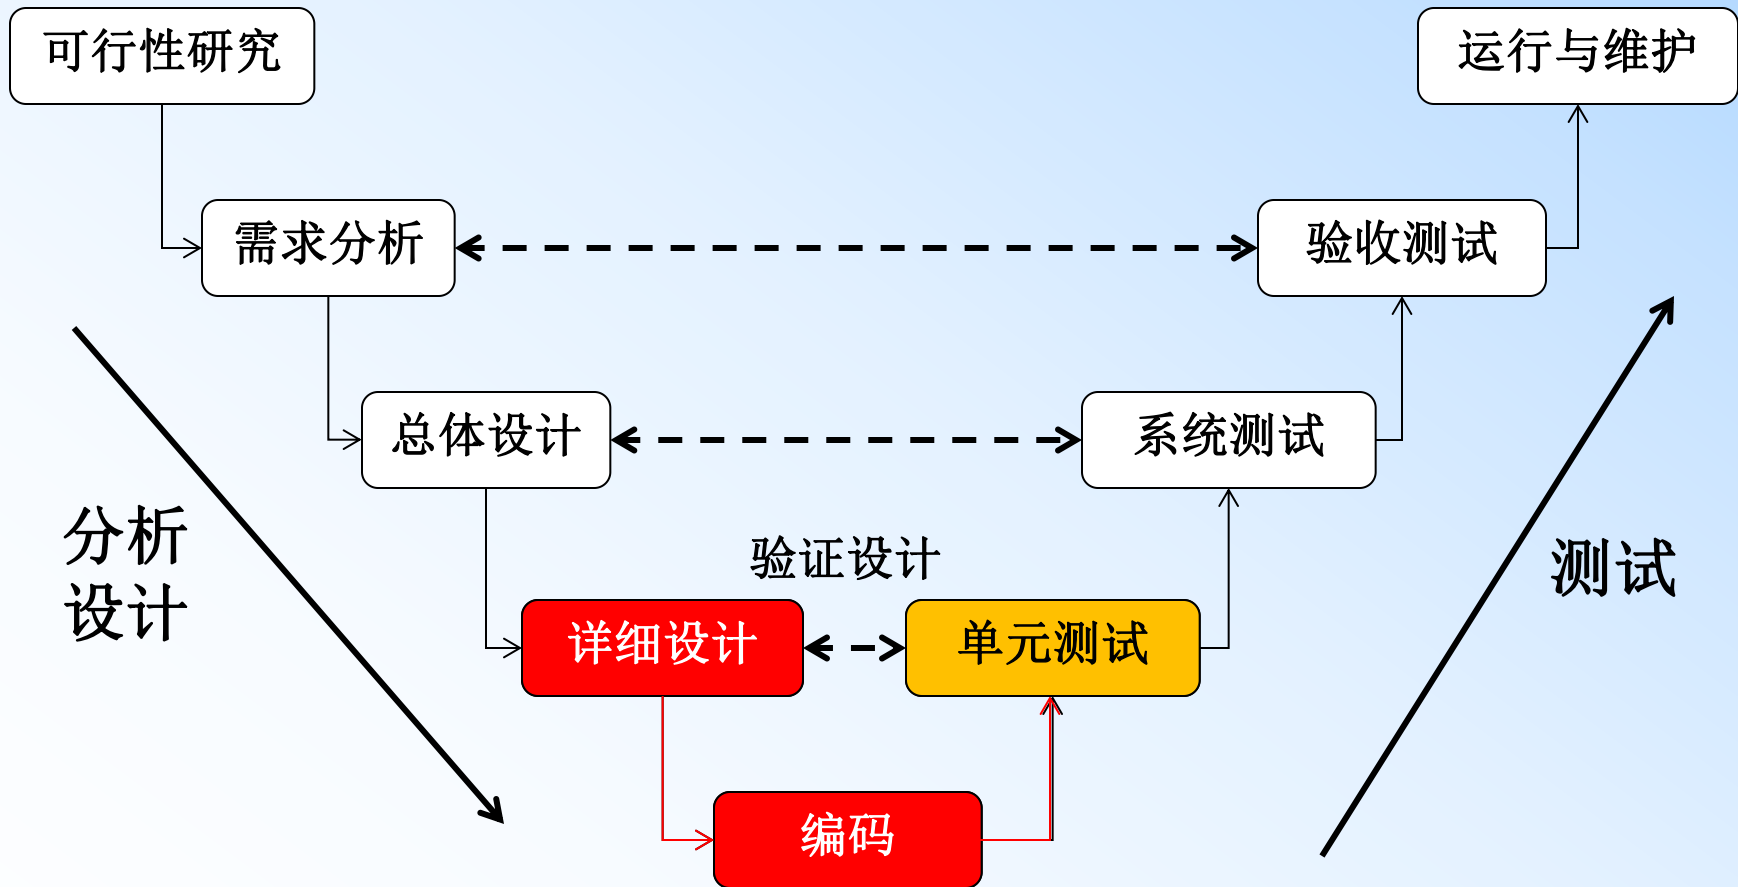 可行性研究
运行与维护
需求分析
验收测试
总体设计
系统测试
分析
设计
验证设计
测试
详细设计
单元测试
编码